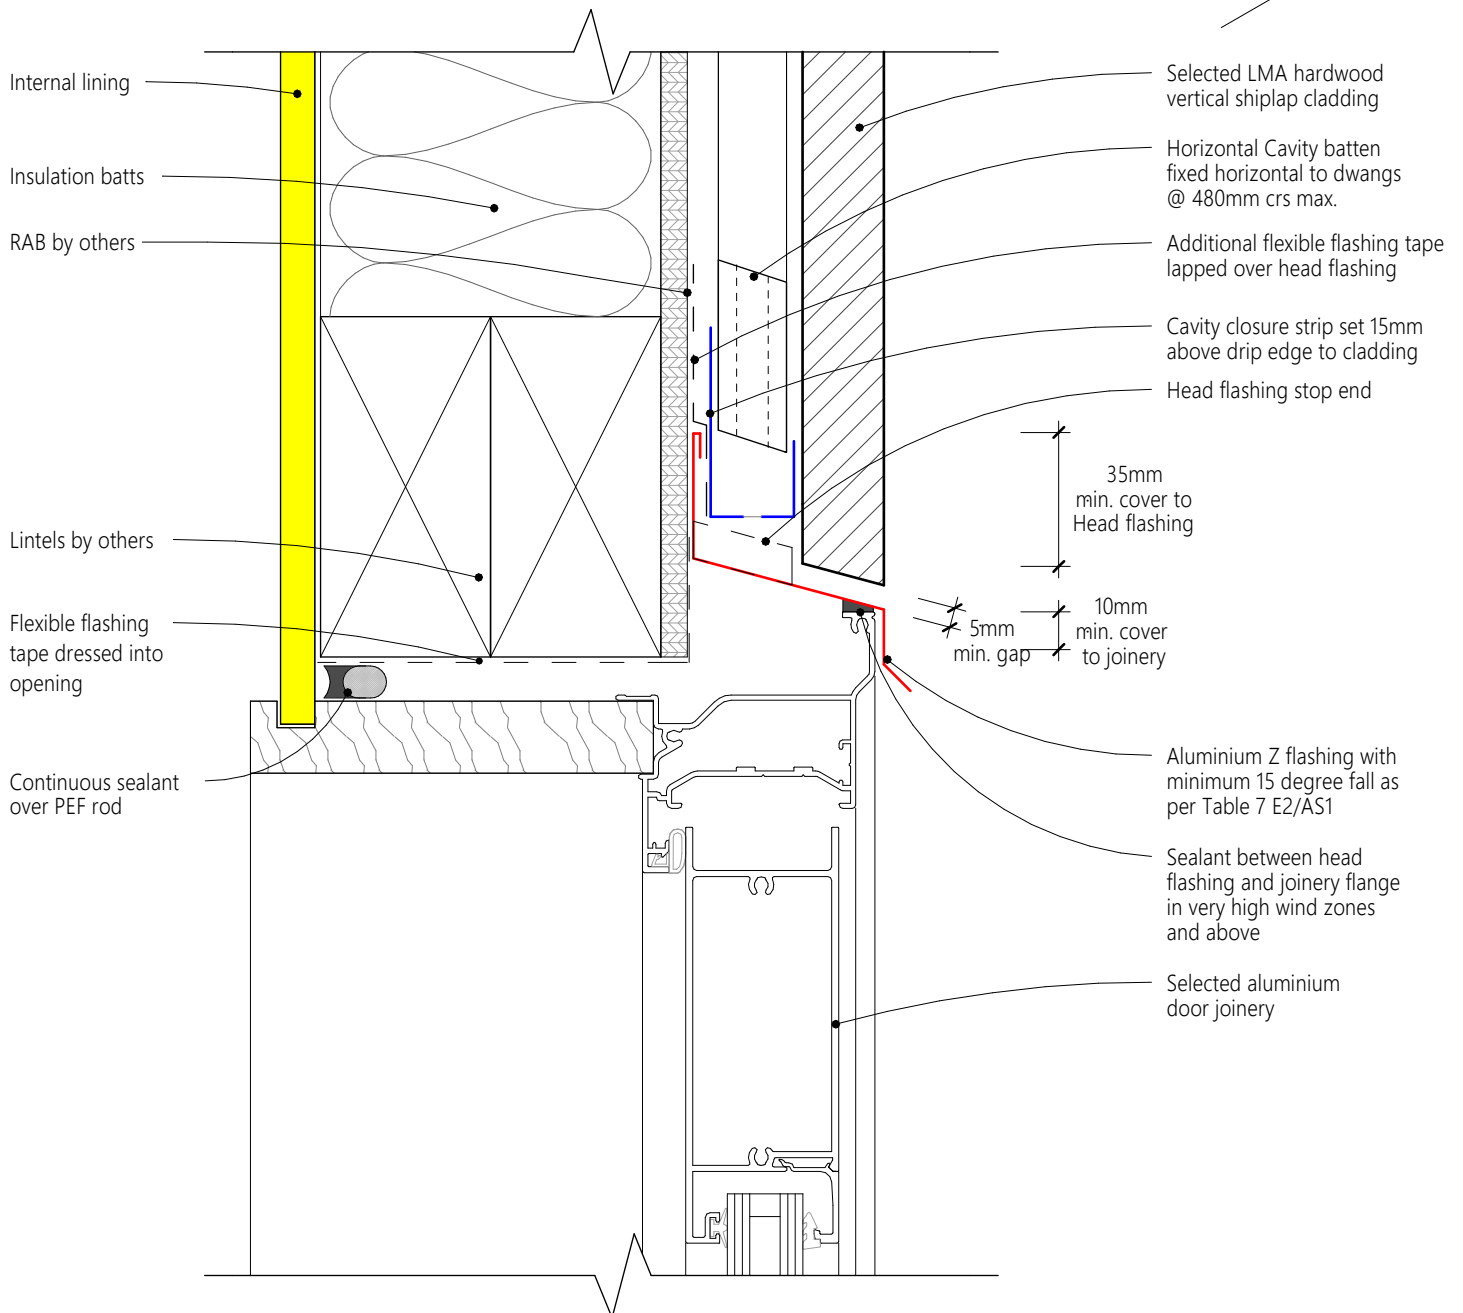 Internal lining
Insulation batts
RAB by others
Lintels by others
Flexible flashing
tape dressed into
opening
Continuous sealant
over PEF rod
Selected LMA hardwood
vertical shiplap cladding
Horizontal Cavity batten
fixed horizontal to dwangs
@ 480mm crs max.
Additional flexible flashing tape
lapped over head flashing
Cavity closure strip set 15mm
above drip edge to cladding
Head flashing stop end
35mm
min. cover to
Head flashing
5mm
min. gap
10mm
min. cover
to joinery
Aluminium Z flashing with
minimum 15 degree fall as
per Table 7 E2/AS1
Sealant between head
flashing and joinery flange
in very high wind zones
and above
Selected aluminium
door joinery